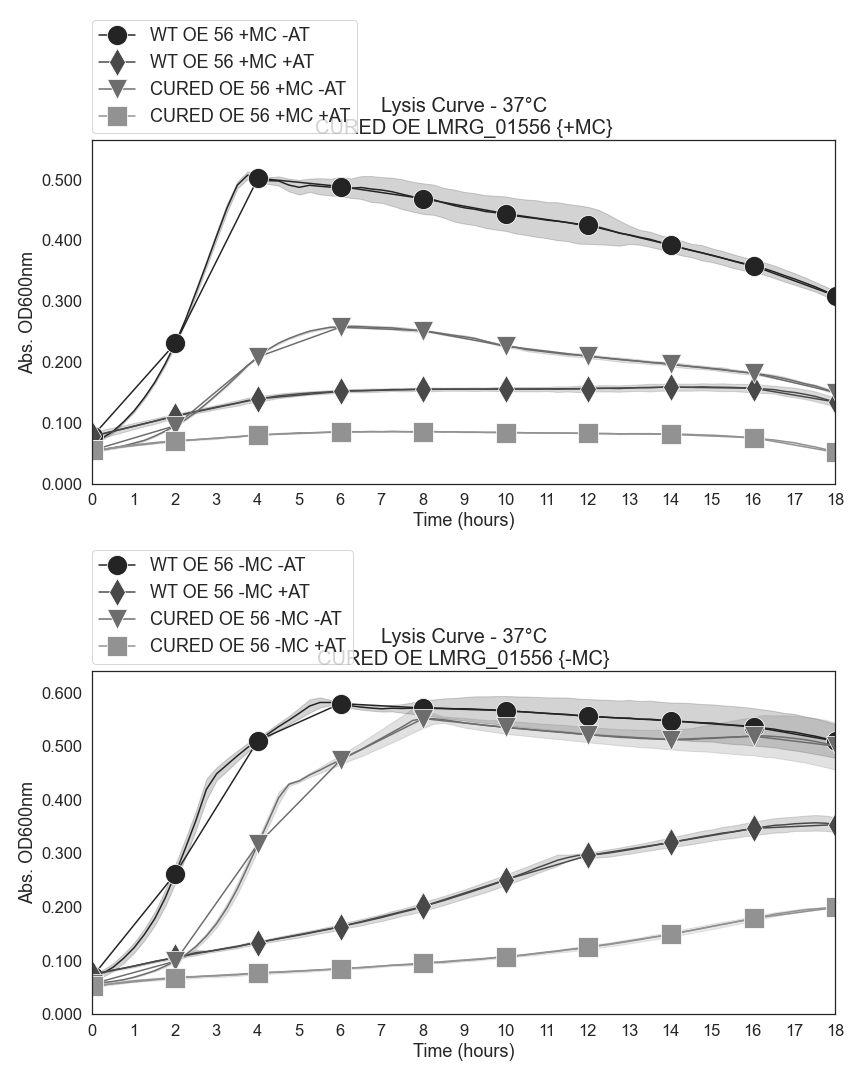 WT OE 56 +MC -AT
WT OE 56 +MC +AT
CURED OE 56 +MC -AT
CURED OE 56 +MC +AT
Lysis Curve - 37°C
CURED OE LMRG_01556 {+MC}
Abs. OD600nm
0.500
0.400
0.300
0.200
0.100
0.000
0 1 2 3 4 5 6 7 8 9 10 11 12 13 14 15 16 17 18
Time (hours)
WT OE 56 -MC -AT
WT OE 56 -MC +AT
CURED OE 56 -MC -AT
CURED OE 56 -MC +AT
Lysis Curve - 37°C
CURED OE LMRG_01556 {-MC}
Abs. OD600nm
0.600
0.500
0.400
0.300
0.200
0.100
0.000
0 1 2 3 4 5 6 7 8 9 10 11 12 13 14 15 16 17 18
Time (hours)